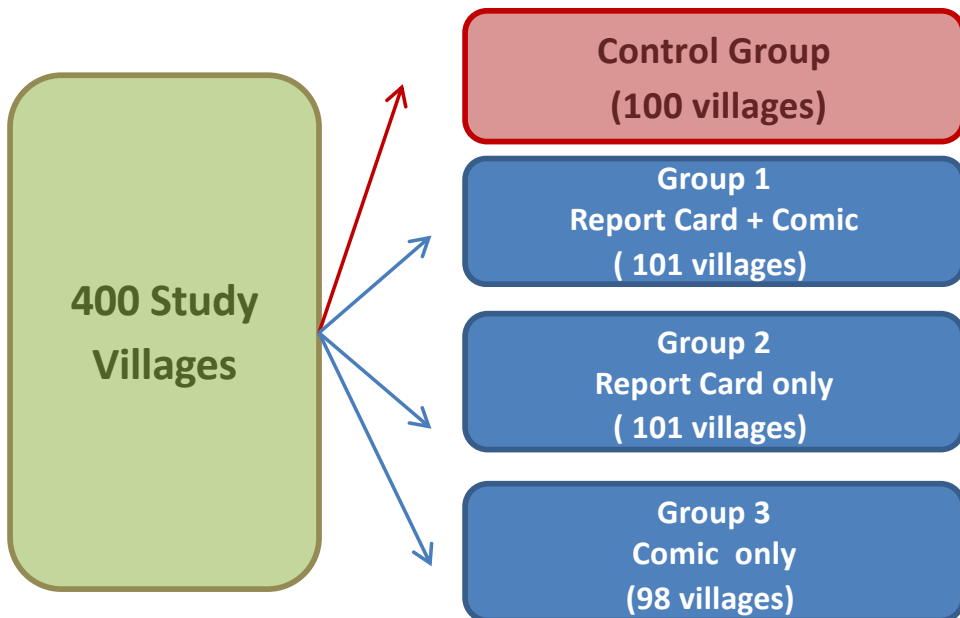 400 Study
Villages
Control Group
(100 villages)
Group 1
Report Card + Comic
( 101 villages)
Group 2
Report Card only
( 101 villages)
Group 3
Comic  only
(98 villages)